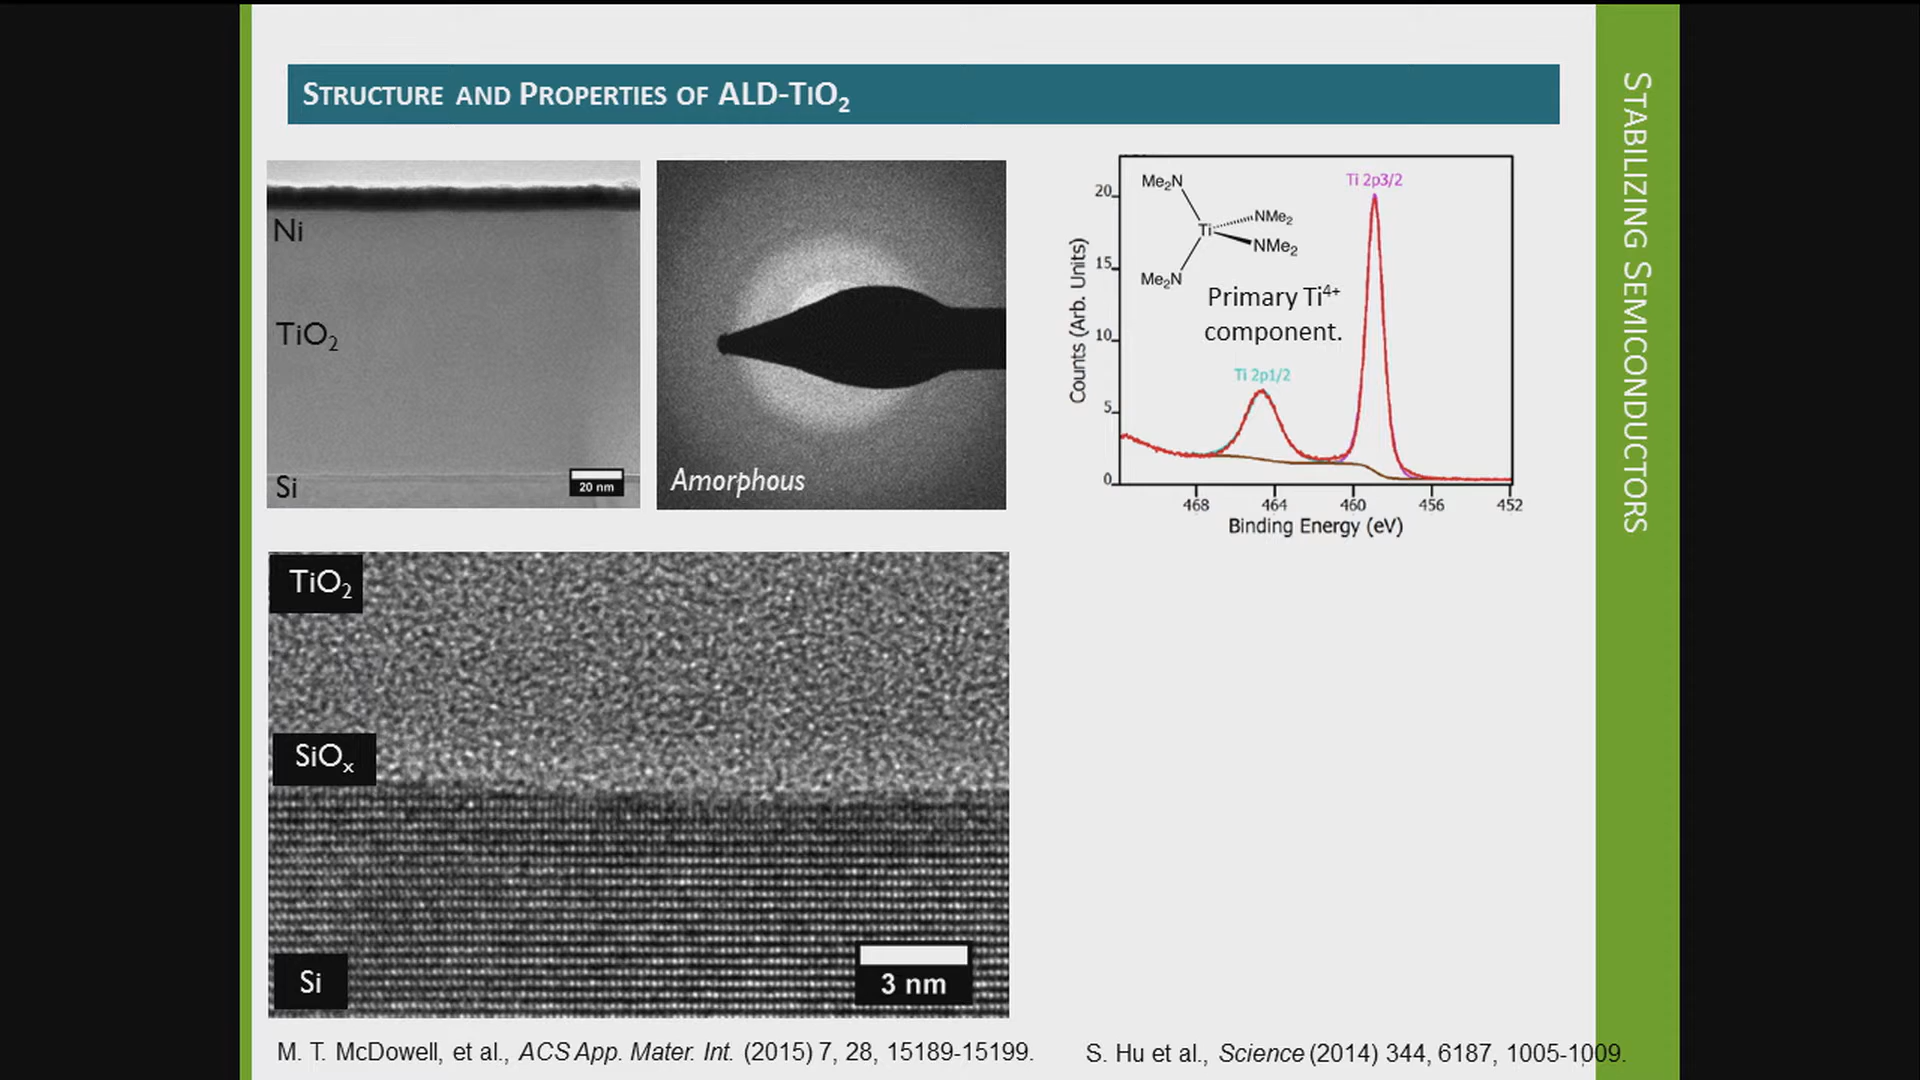 STRUCTURE AND PROPERTIES OF ALD-TIO2
STABILIZING SEMICONDUCTORS
Ni
TiO2
Si
20 nm
Amorphous
Counts (Arb. Units)
20
15
10
5
0
Me2N
Ti
NMe2
NMe2
Me2N
Primary Ti4+
component.
Ti 2p3/2
Ti 2p1/2
468 464 460 456 452
Binding Energy (eV)
TiO2
SiOx
Si
3 nm
M. T. McDowell, et al., ACS App. Mater. Int. (2015) 7, 28, 15189-15199.
S. Hu et al., Science (2014) 344, 6187, 1005-1009.